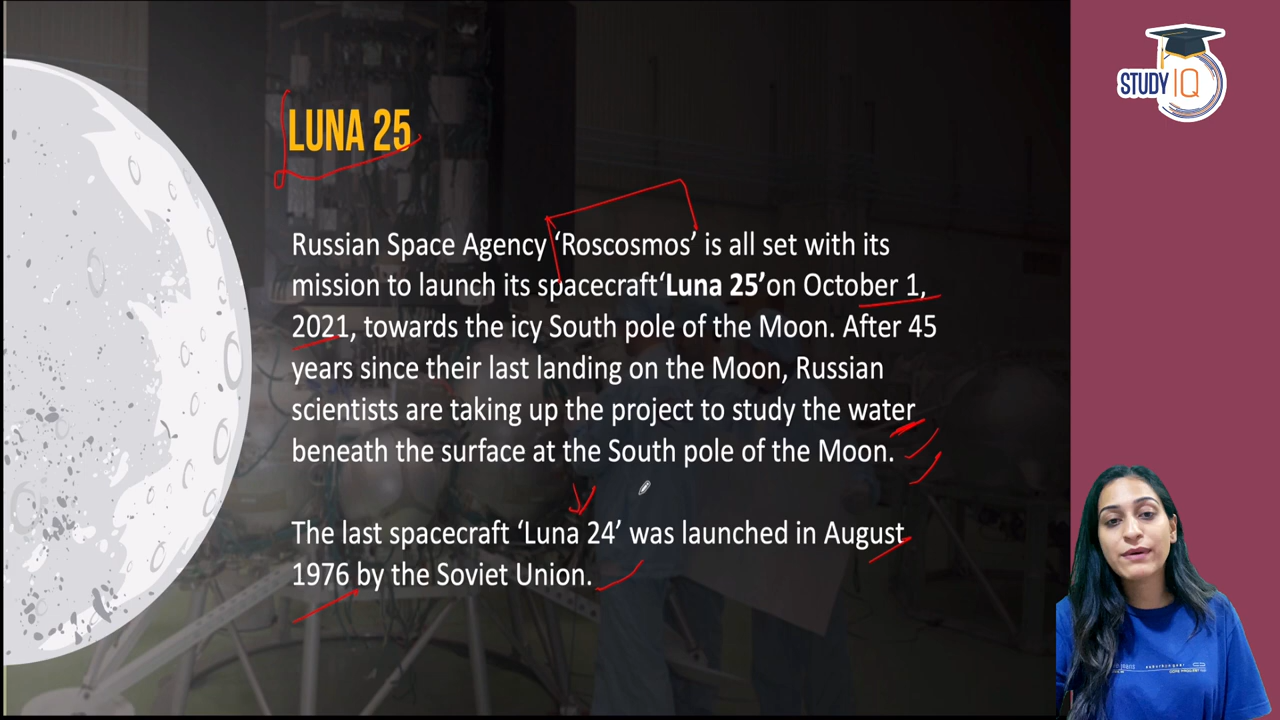 STUDY IQ
LUNA 25
Russian Space Agency ‘Roscosmos’ is all set with its
mission to launch its spacecraft‘Luna 25’on October 1,
2021, towards the icy South pole of the Moon. After 45
years since their last landing on the Moon, Russian
scientists are taking up the project to study the water
beneath the surface at the South pole of the Moon.
The last spacecraft ‘Luna 24’ was launched in August
1976 by the Soviet Union.